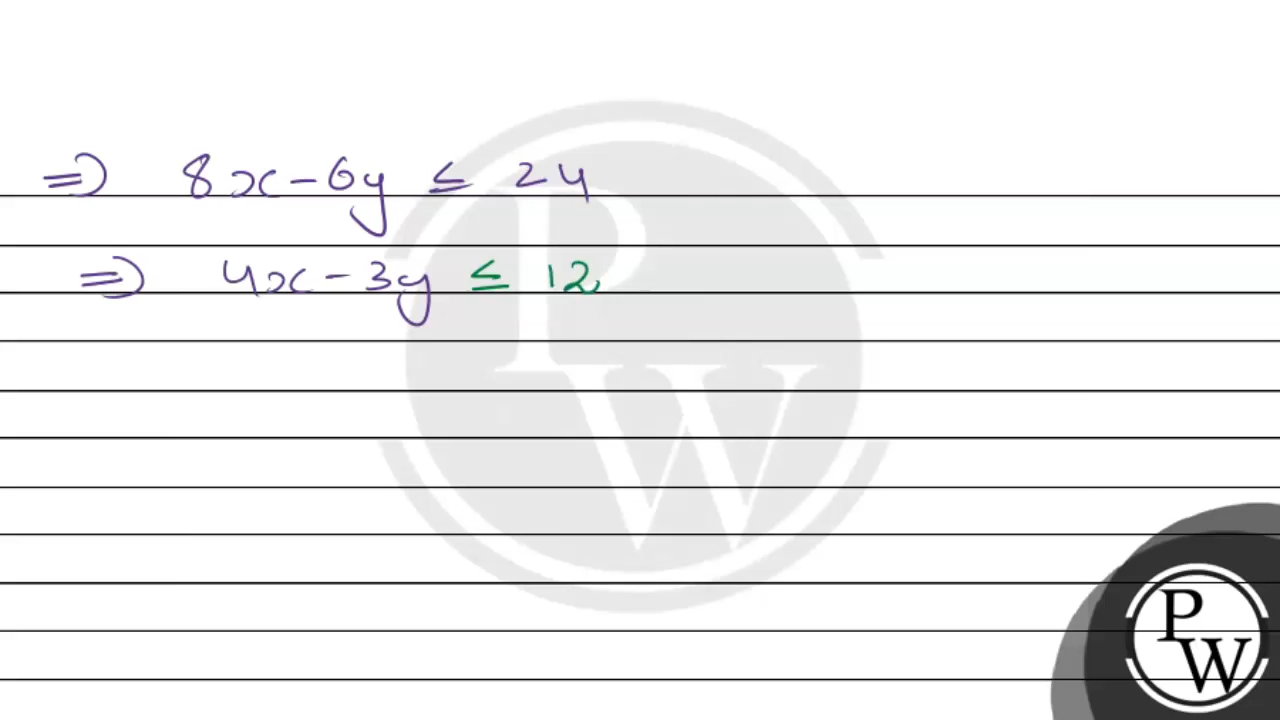 ⇒ 8x - 6y ≤ 24
⇒ 4x - 3y ≤ 12
P
W
P
W